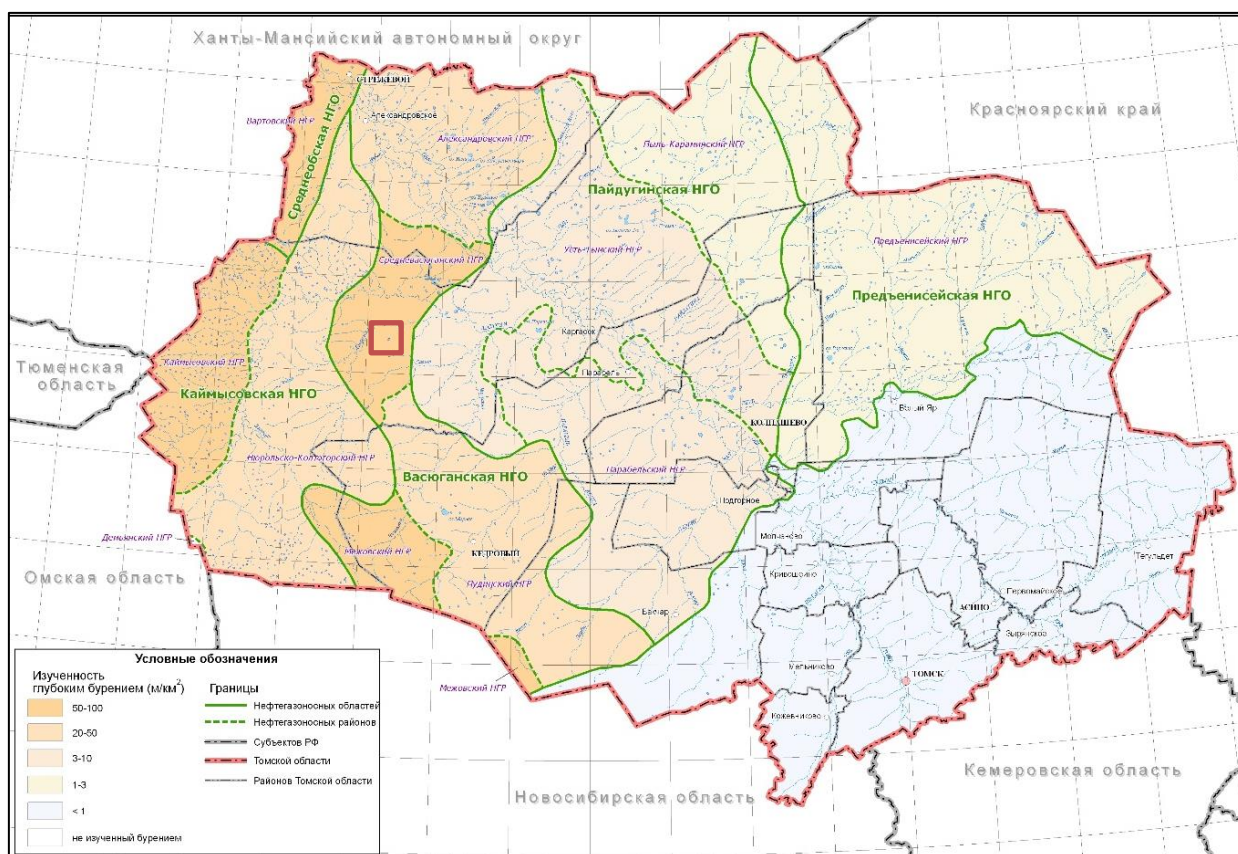 Ханты-Мансийский автономный округ
СТРЕЖЕВОЙ
Красноярский край
Вартовский НГР
Александровское
Александровский НГР
Среднеобская НГО
Пыль-Караминский НГР
Пайдугинская НГО
Усть-Тымский НГР
Предъенисейский НГР
Средневасюганский НГР
Предъенисейская НГО
Каргасок
Тюменская
область
Каймысовский НГР
Парабель
Каймысовская НГО
Белый Яр
КОЛПАШЕВО
Нюрольско-Колтогорский НГР
Парабельский НГР
Васюганская НГО
Подгорное
Молчаново
Межовский НГР
КЕДРОВЫЙ
Тегульдет
Омская область
Кривошеино
Пудинский НГР
Первомайское
АСИНО
Бакчар
Зырянское
Мельниково
ТОМСК
Межовский НГР
Кожевниково
Кемеровская область
Новосибирская область
Условные обозначения
Изученность
глубоким бурением (м/км²)
50-100
20-50
3-10
1-3
< 1
не изученный бурением
Границы
Нефтегазоносных областей
Нефтегазоносных районов
Субъектов РФ
Томской области
Районов Томской области